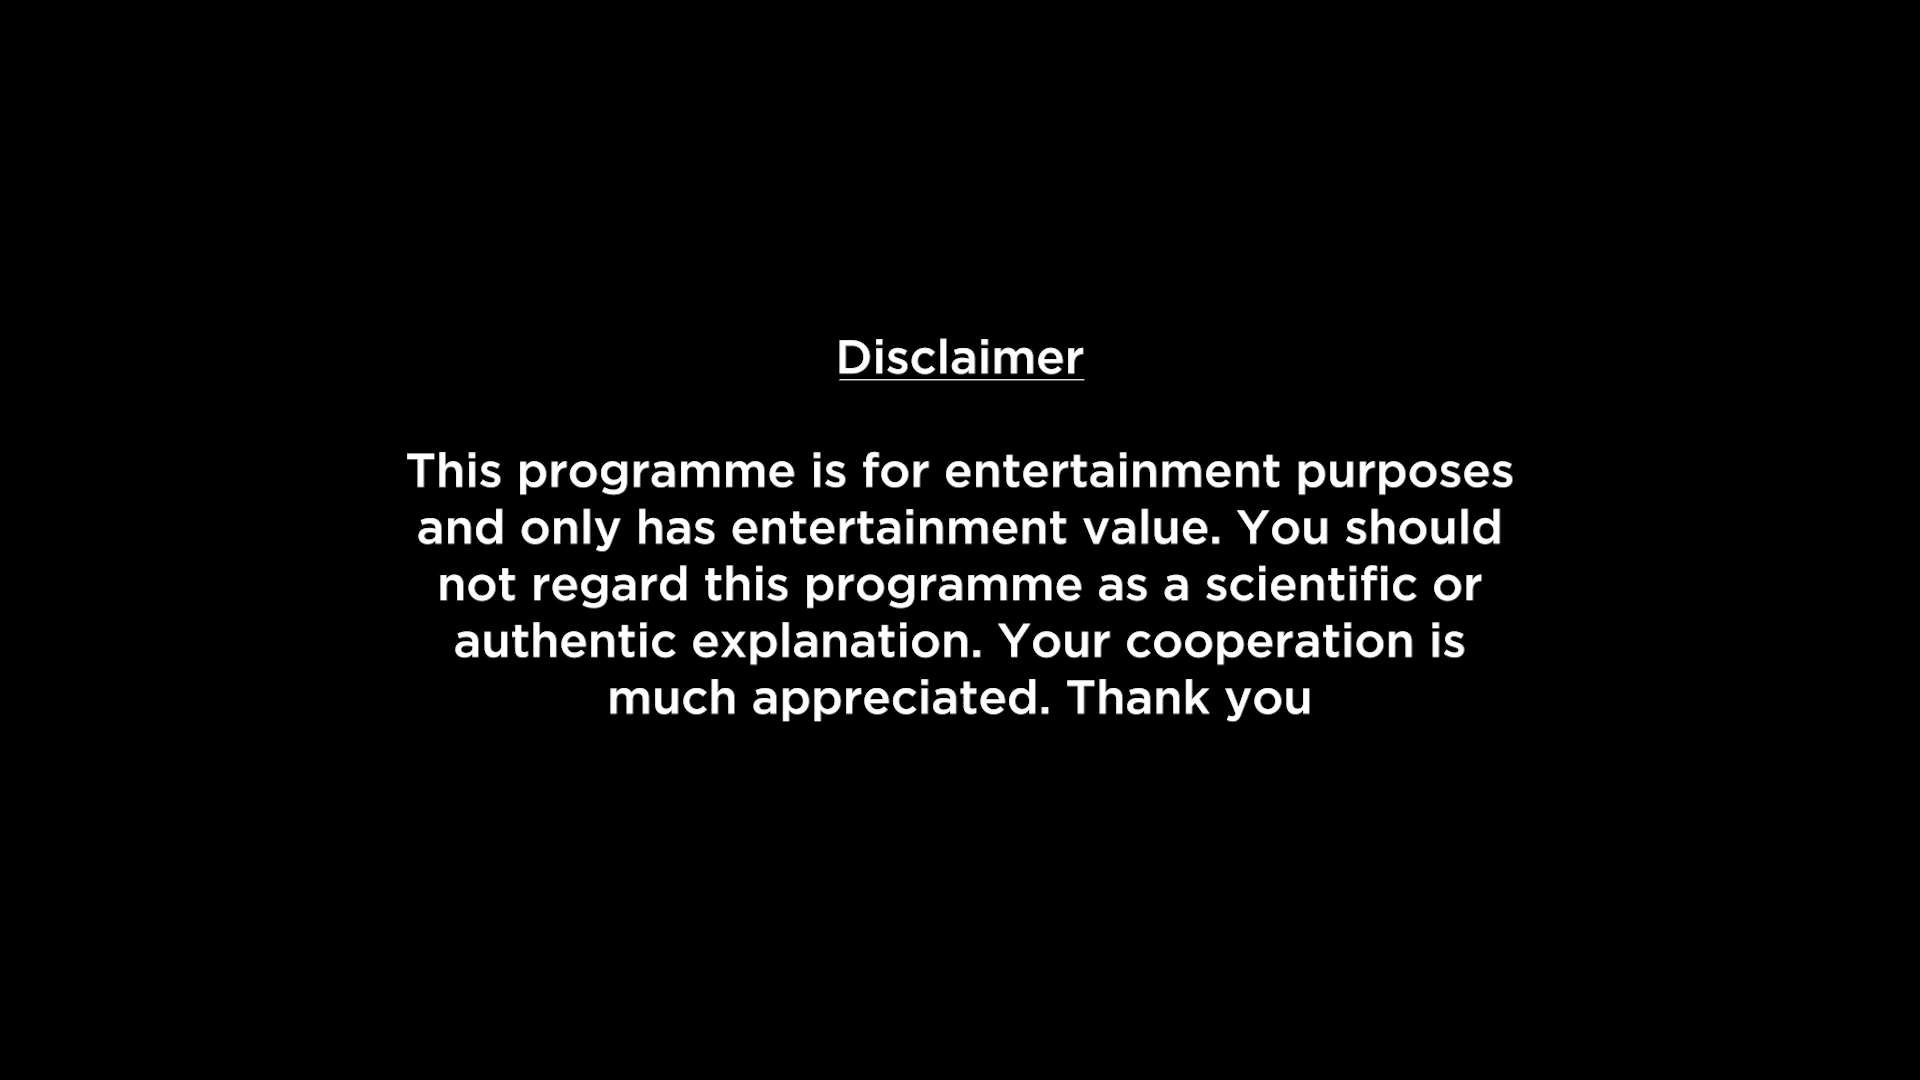 Disclaimer
This programme is for entertainment purposes
and only has entertainment value. You should
not regard this programme as a scientific or
authentic explanation. Your cooperation is
much appreciated. Thank you